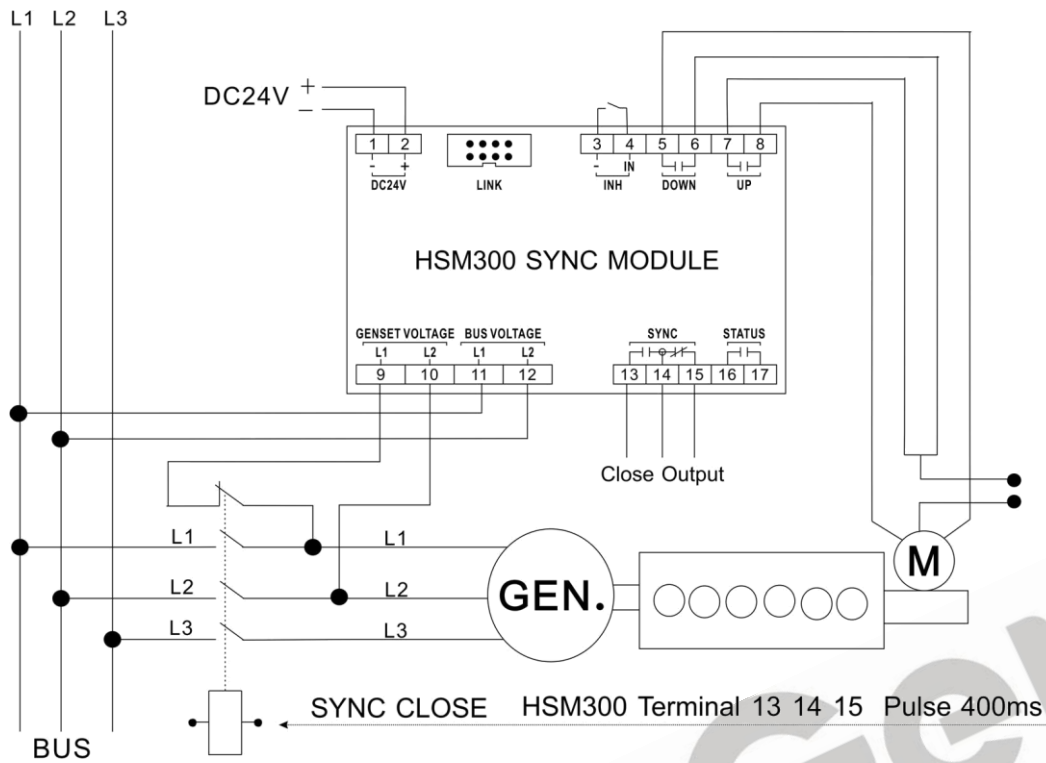 L1 L2 L3
DC24V + −
1 2 3 4 5 6 7 8
- + - IN
DC24V LINK INH DOWN UP
HSM300 SYNC MODULE
GENSET VOLTAGE BUS VOLTAGE SYNC STATUS
L1 L2 L1 L2
9 10 11 12 13 14 15 16 17
Close Output
L1 L1
L2 L2
L3 L3
GEN.
M
SYNC CLOSE HSM300 Terminal 13 14 15 Pulse 400ms
BUS